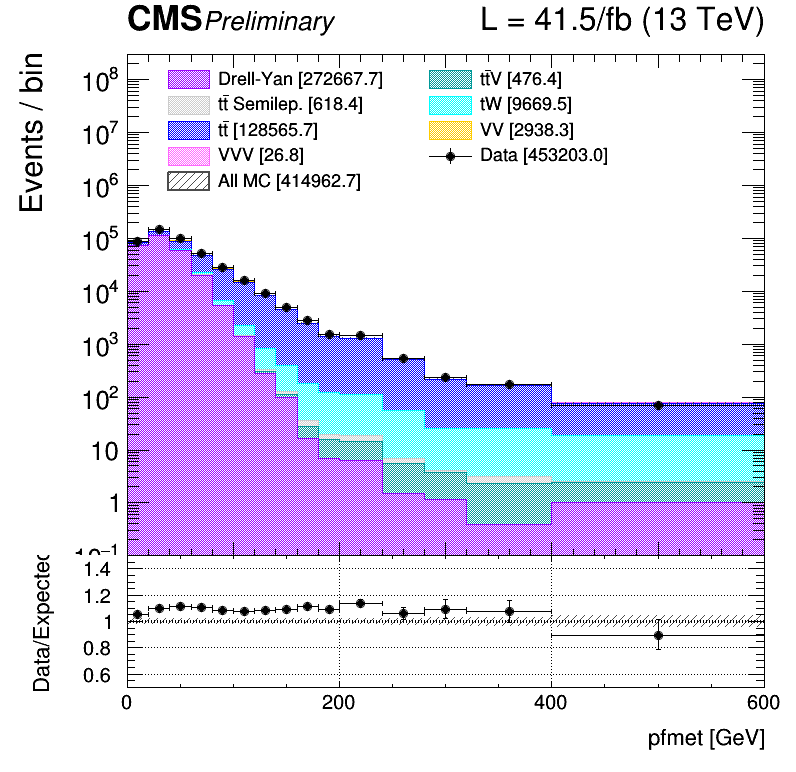 CMS Preliminary L = 41.5/fb (13 TeV)
Events / bin
Drell-Yan [272667.7]
tt̄ Semilep. [618.4]
tt̄ [128565.7]
VVV [26.8]
All MC [414962.7]
tt̄V [476.4]
tW [9669.5]
VV [2938.3]
Data [453203.0]
10⁸
10⁷
10⁶
10⁵
10⁴
10³
10²
10
1
10⁻¹
Data/Expected
1.4
1.2
1
0.8
0.6
0 200 400 600
pfmet [GeV]